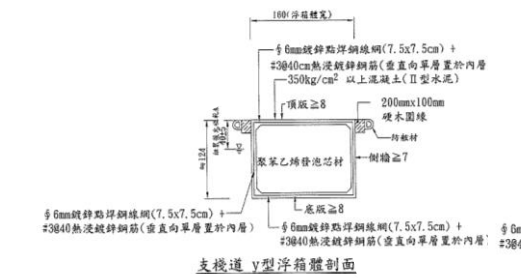 160(浮箱體寬)
∮6mm鍍鋅點焊鋼線網(7.5x7.5cm) +
#3@40cm熱浸鍍鋅鋼筋(垂直向單層置於內層
350kg/cm² 以上混凝土(II型水泥)
頂版≧8
200mmx100mm
硬木圍緣
防舷材
40±5
≒124
聚苯乙烯發泡芯材
側牆≧7
底版≧8
∮6mm鍍鋅點焊鋼線網(7.5x7.5cm) +
#3@40熱浸鍍鋅鋼筋(垂直向單層置於內層)
∮6mm鍍鋅點焊鋼線網(7.5x7.5cm) +
#3@40熱浸鍍鋅鋼筋(垂直向單層置於內層
∮6m
#3@4
支棧道 y型浮箱體剖面